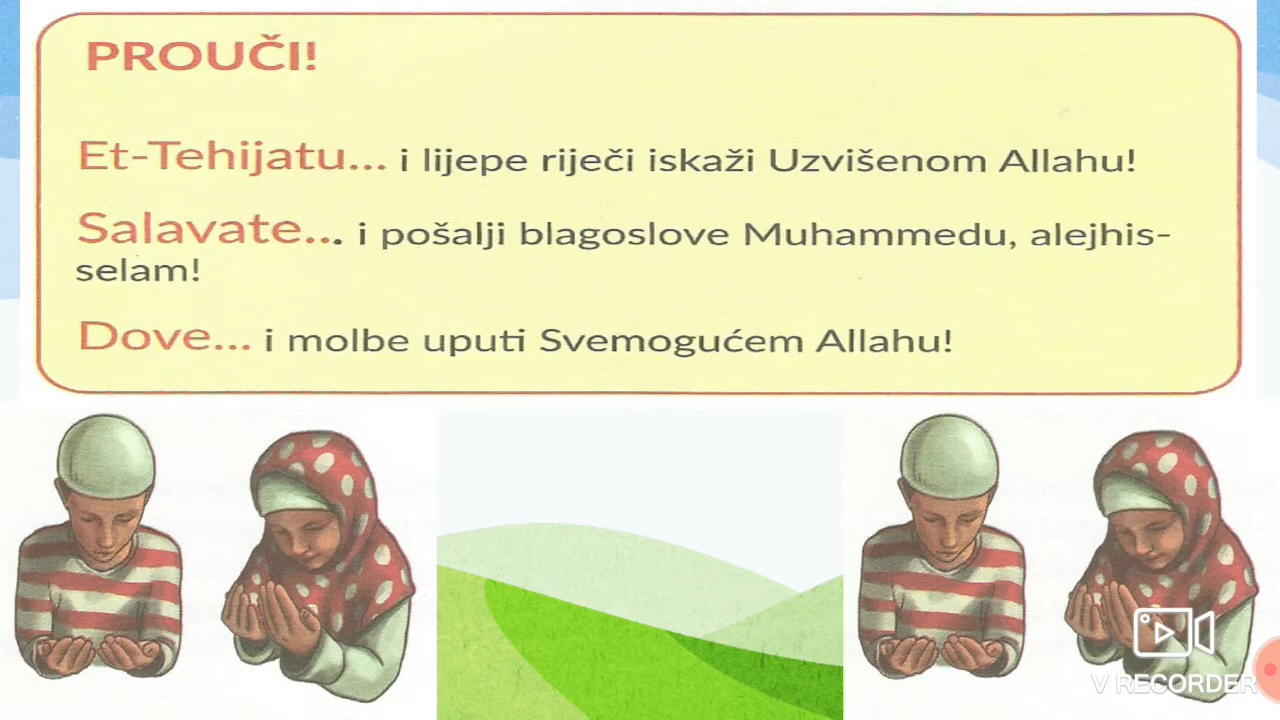 PROUČI!
Et-Tehijatu... i lijepe riječi iskaži Uzvišenom Allahu!
Salavate... i pošalji blagoslove Muhammedu, alejhis-
selam!
Dove... i molbe uputi Svemogućem Allahu!
V RECORDER